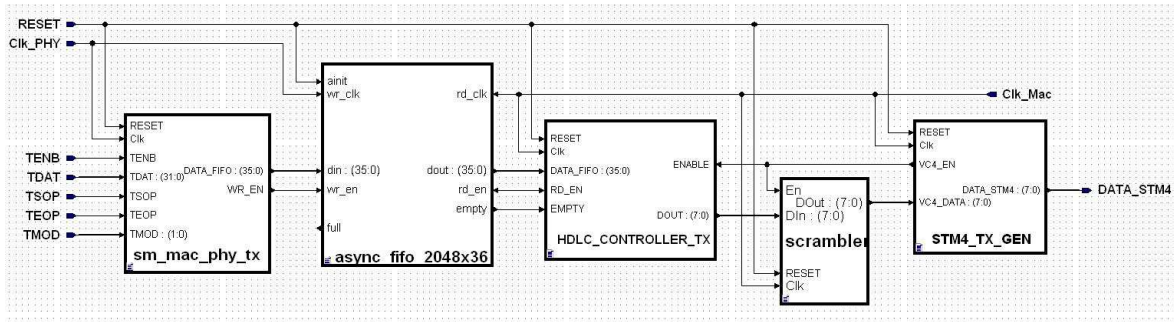 RESET
Clk_PHY
TENB
TDAT
TSOP
TEOP
TMOD
RESET
Clk
TENB
TDAT : (31:0)
TSOP
TEOP
TMOD : (1:0)
DATA_FIFO : (35:0)
WR_EN
sm_mac_phy_tx
ainit
wr_clk
rd_clk
din : (35:0)
wr_en
full
dout : (35:0)
rd_en
empty
async_fifo_2048x36
RESET
Clk
DATA_FIFO : (35:0)
RD_EN
EMPTY
ENABLE
DOUT : (7:0)
HDLC_CONTROLLER_TX
En
DOut : (7:0)
DIn : (7:0)
scrambler
RESET
Clk
Clk_Mac
RESET
Clk
VC4_EN
DATA_STM4 : (7:0)
VC4_DATA : (7:0)
STM4_TX_GEN
DATA_STM4